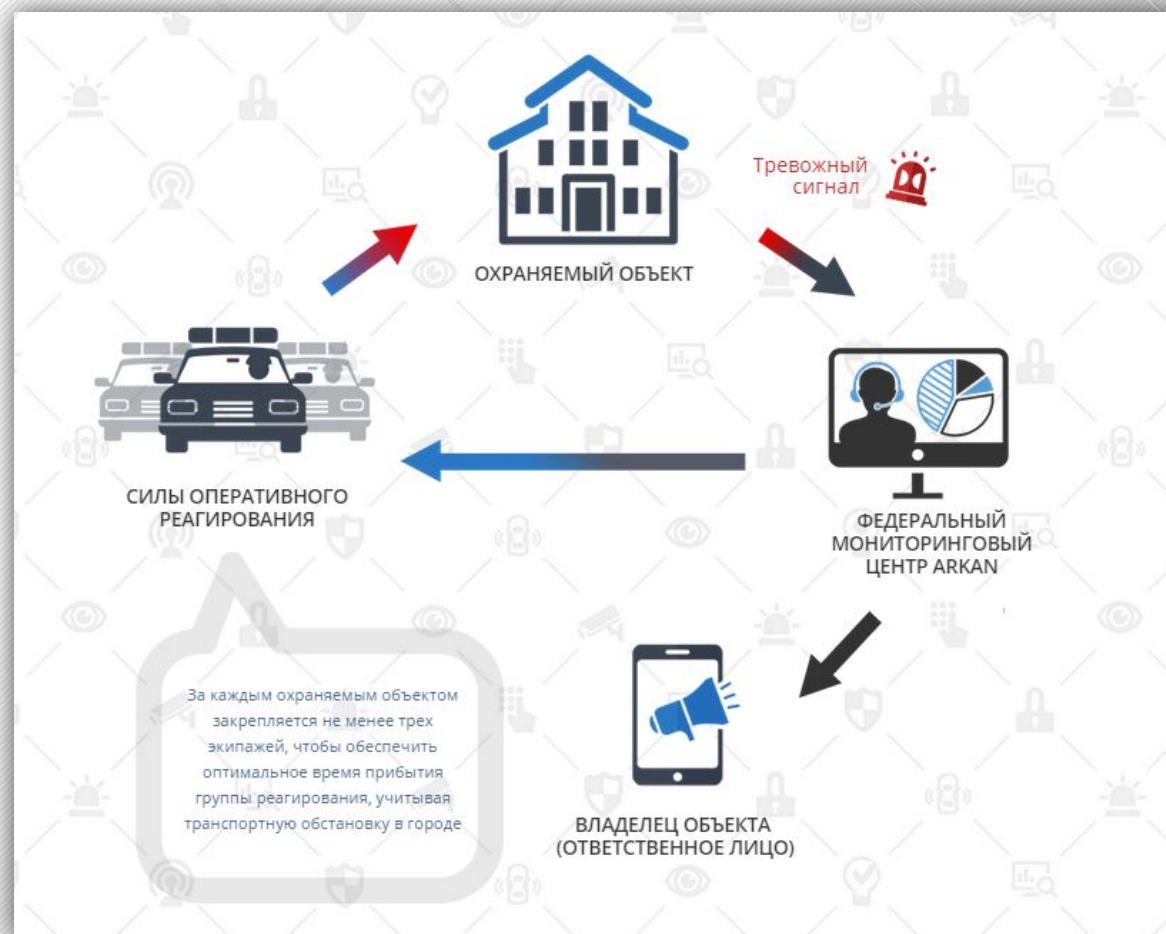 Тревожный
сигнал
ОХРАНЯЕМЫЙ ОБЪЕКТ
СИЛЫ ОПЕРАТИВНОГО
РЕАГИРОВАНИЯ
ФЕДЕРАЛЬНЫЙ
МОНИТОРИНГОВЫЙ
ЦЕНТР ARKAN
За каждым охраняемым объектом
закрепляется не менее трех
экипажей, чтобы обеспечить
оптимальное время прибытия
группы реагирования, учитывая
транспортную обстановку в городе
ВЛАДЕЛЕЦ ОБЪЕКТА
(ОТВЕТСТВЕННОЕ ЛИЦО)